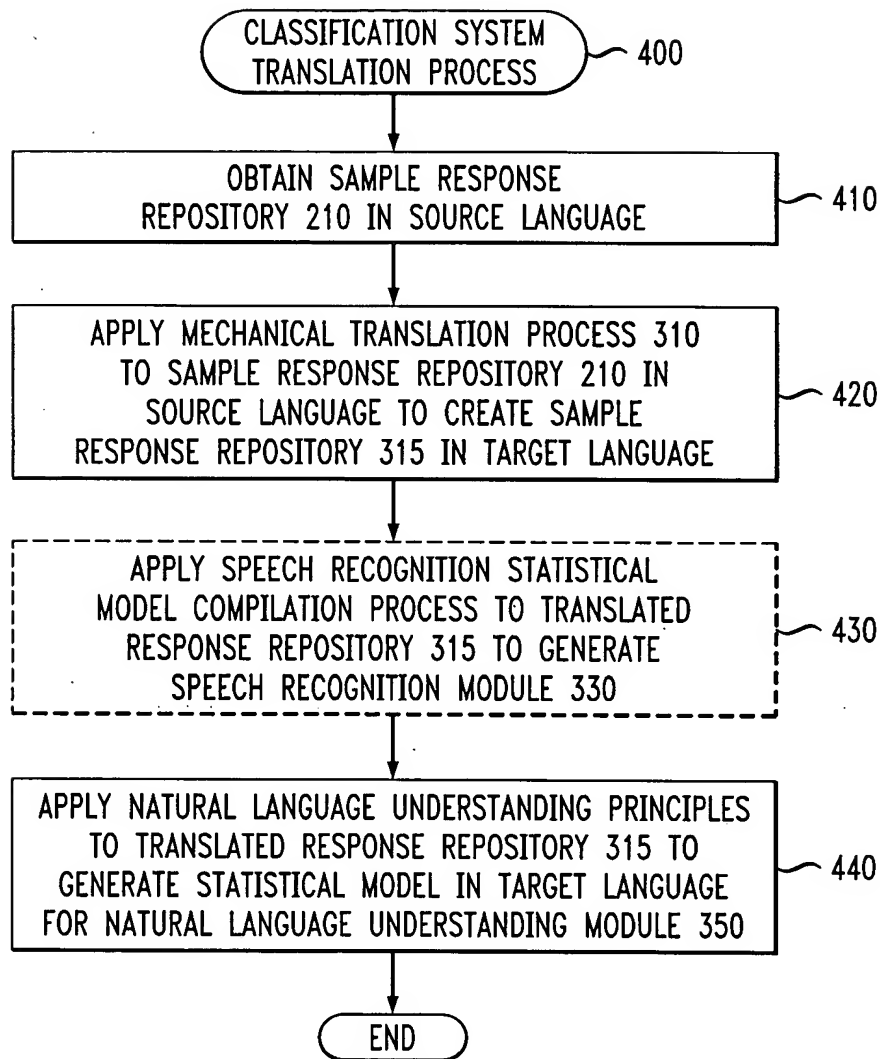 CLASSIFICATION SYSTEM
TRANSLATION PROCESS
400
OBTAIN SAMPLE RESPONSE
REPOSITORY 210 IN SOURCE LANGUAGE
410
APPLY MECHANICAL TRANSLATION PROCESS 310
TO SAMPLE RESPONSE REPOSITORY 210 IN
SOURCE LANGUAGE TO CREATE SAMPLE
RESPONSE REPOSITORY 315 IN TARGET LANGUAGE
420
APPLY SPEECH RECOGNITION STATISTICAL
MODEL COMPILATION PROCESS TO TRANSLATED
RESPONSE REPOSITORY 315 TO GENERATE
SPEECH RECOGNITION MODULE 330
430
APPLY NATURAL LANGUAGE UNDERSTANDING PRINCIPLES
TO TRANSLATED RESPONSE REPOSITORY 315 TO
GENERATE STATISTICAL MODEL IN TARGET LANGUAGE
FOR NATURAL LANGUAGE UNDERSTANDING MODULE 350
440
END